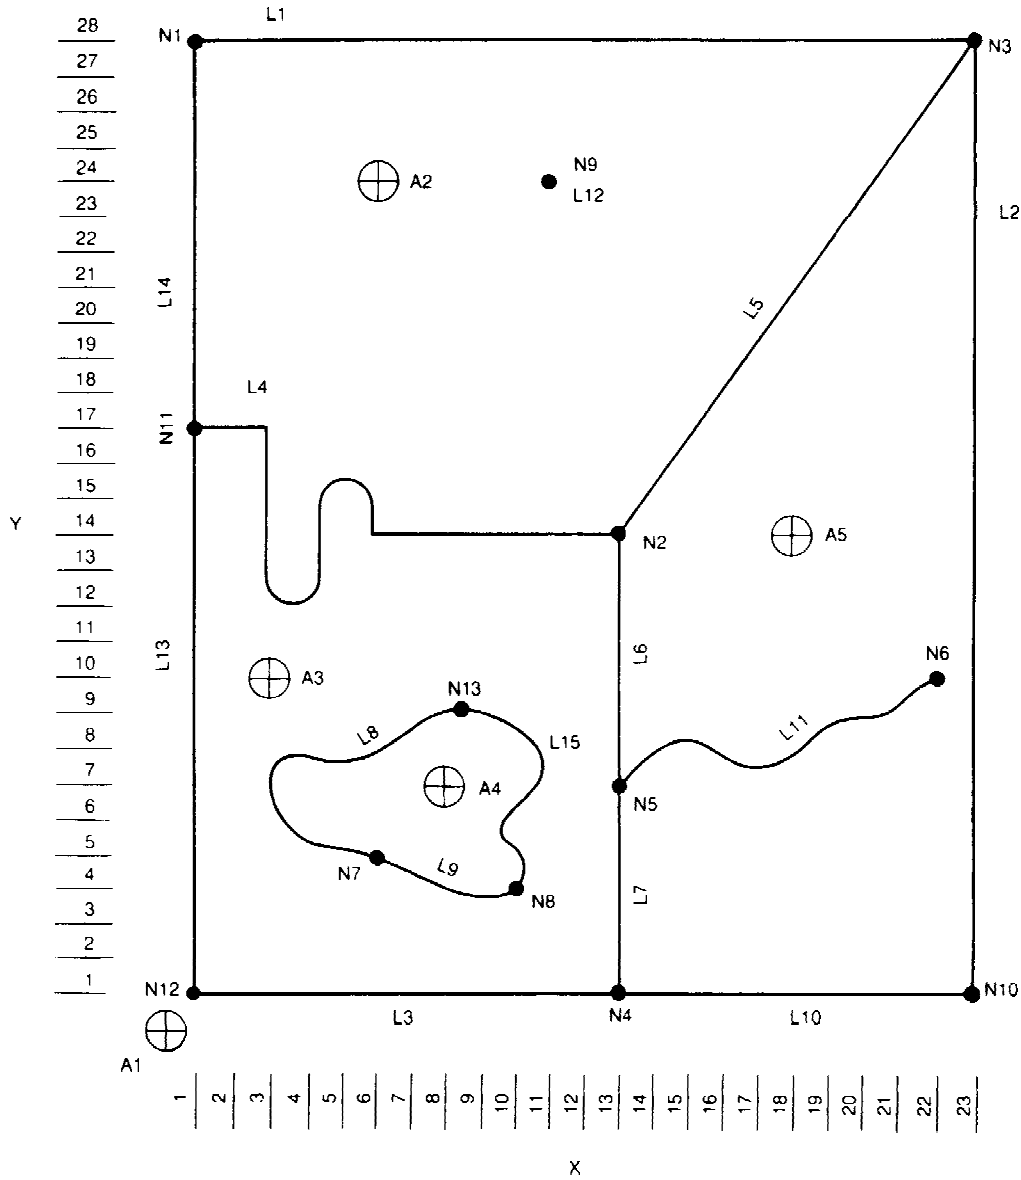 L1
28
N1
N3
27
26
25
24
A2
N9
L12
23
L2
22
21
L14
20
L5
19
18
L4
17
N11
16
15
14
Y
N2
A5
13
12
11
L13
L6
10
A3
N6
N13
9
8
L8
L15
L11
7
A4
N5
6
5
N7
L9
4
N8
L7
3
2
1
N12
N10
L3
N4
L10
A1
1 2 3 4 5 6 7 8 9 10 11 12 13 14 15 16 17 18 19 20 21 22 23
X